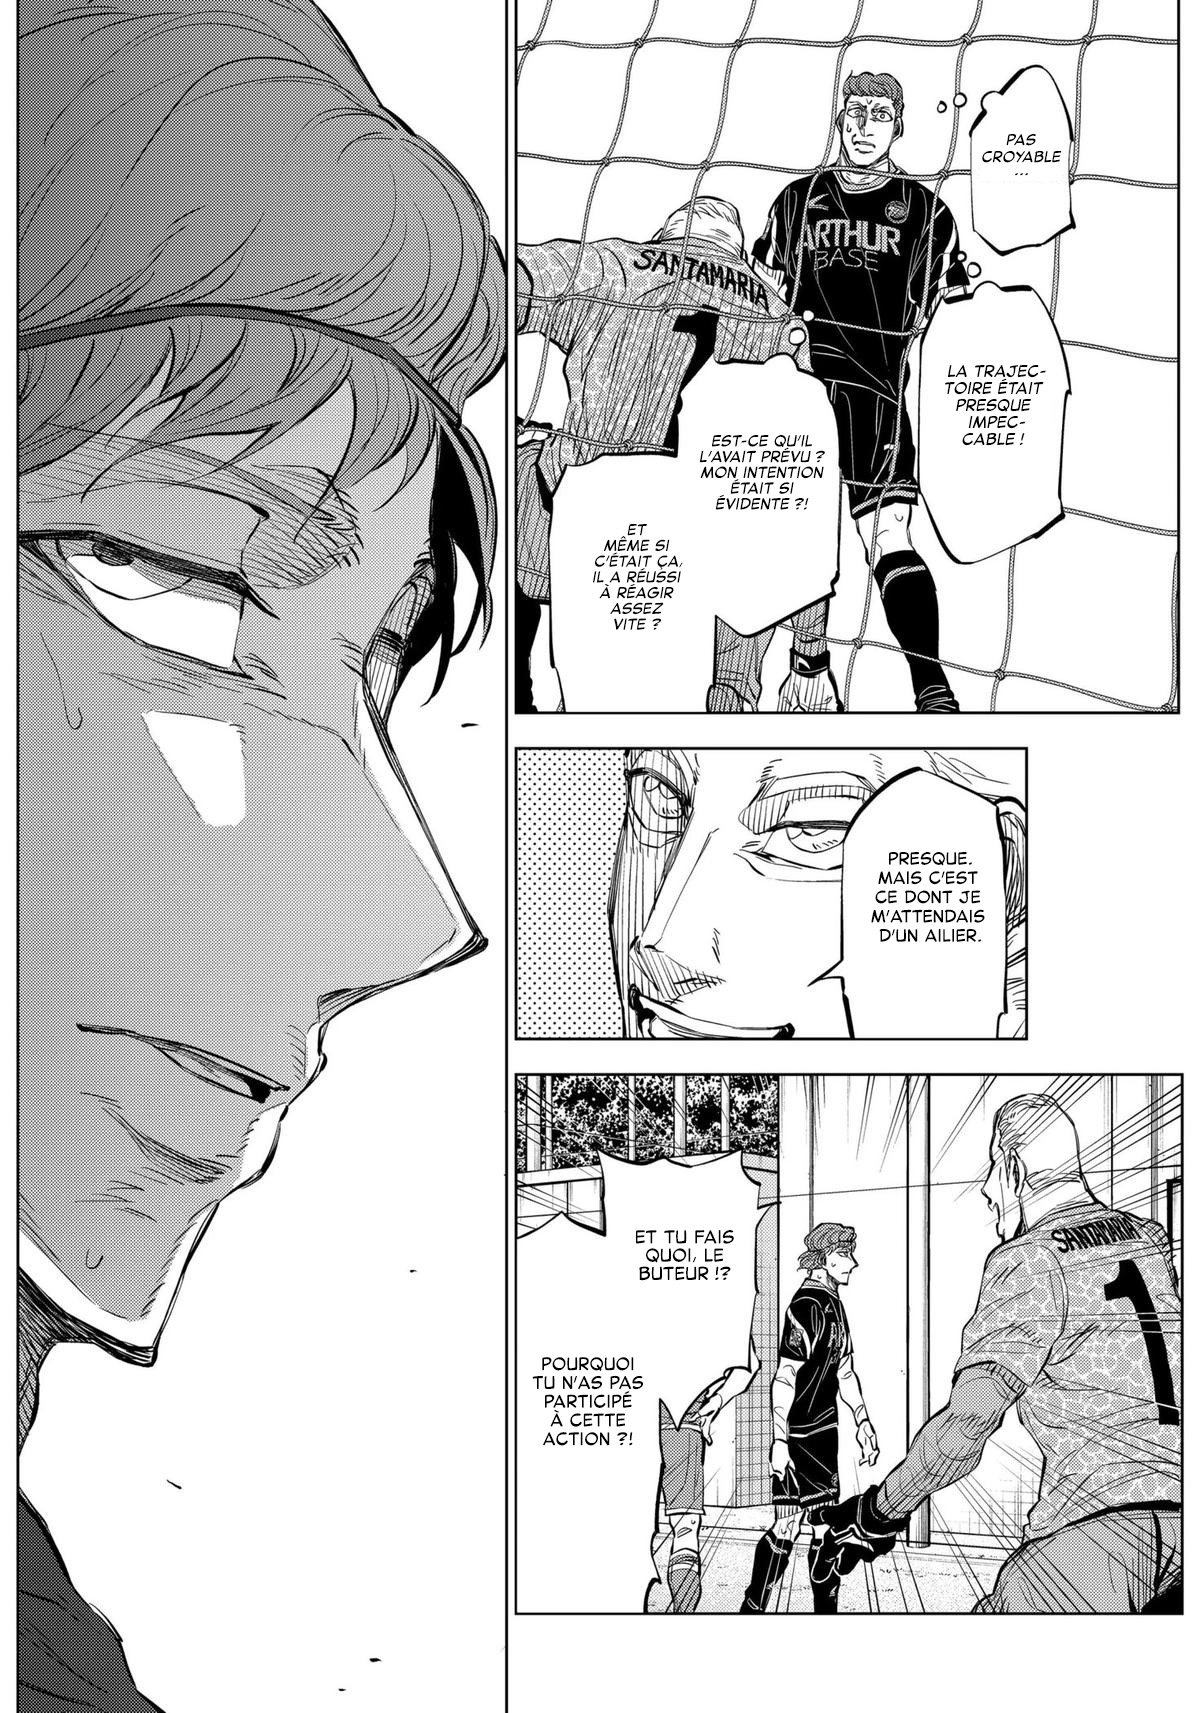 PAS
CROYABLE
...
LA TRAJEC-
TOIRE ÉTAIT
PRESQUE
IMPEC-
CABLE !
ARTHUR
BASE
SANTAMARIA
1
EST-CE QU'IL
L'AVAIT PRÉVU ?
MON INTENTION
ÉTAIT SI
ÉVIDENTE ?!
ET
MÊME SI
C'ÉTAIT ÇA,
IL A RÉUSSI
À RÉAGIR
ASSEZ
VITE ?
PRESQUE.
MAIS C'EST
CE DONT JE
M'ATTENDAIS
D'UN AILIER.
SANTAMARIA
1
ET TU FAIS
QUOI, LE
BUTEUR !?
POURQUOI
TU N'AS PAS
PARTICIPÉ
À CETTE
ACTION ?!